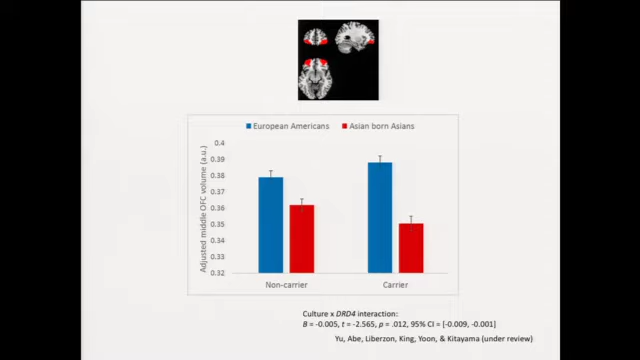 European Americans Asian born Asians
0.4
0.39
0.38
0.37
0.36
0.35
0.34
0.33
0.32
Adjusted middle OFC volume (a.u.)
Non-carrier Carrier
Culture x DRD4 interaction:
B = -0.005, t = -2.565, p = .012, 95% CI = [-0.009, -0.001]
Yu, Abe, Liberzon, King, Yoon, & Kitayama (under review)